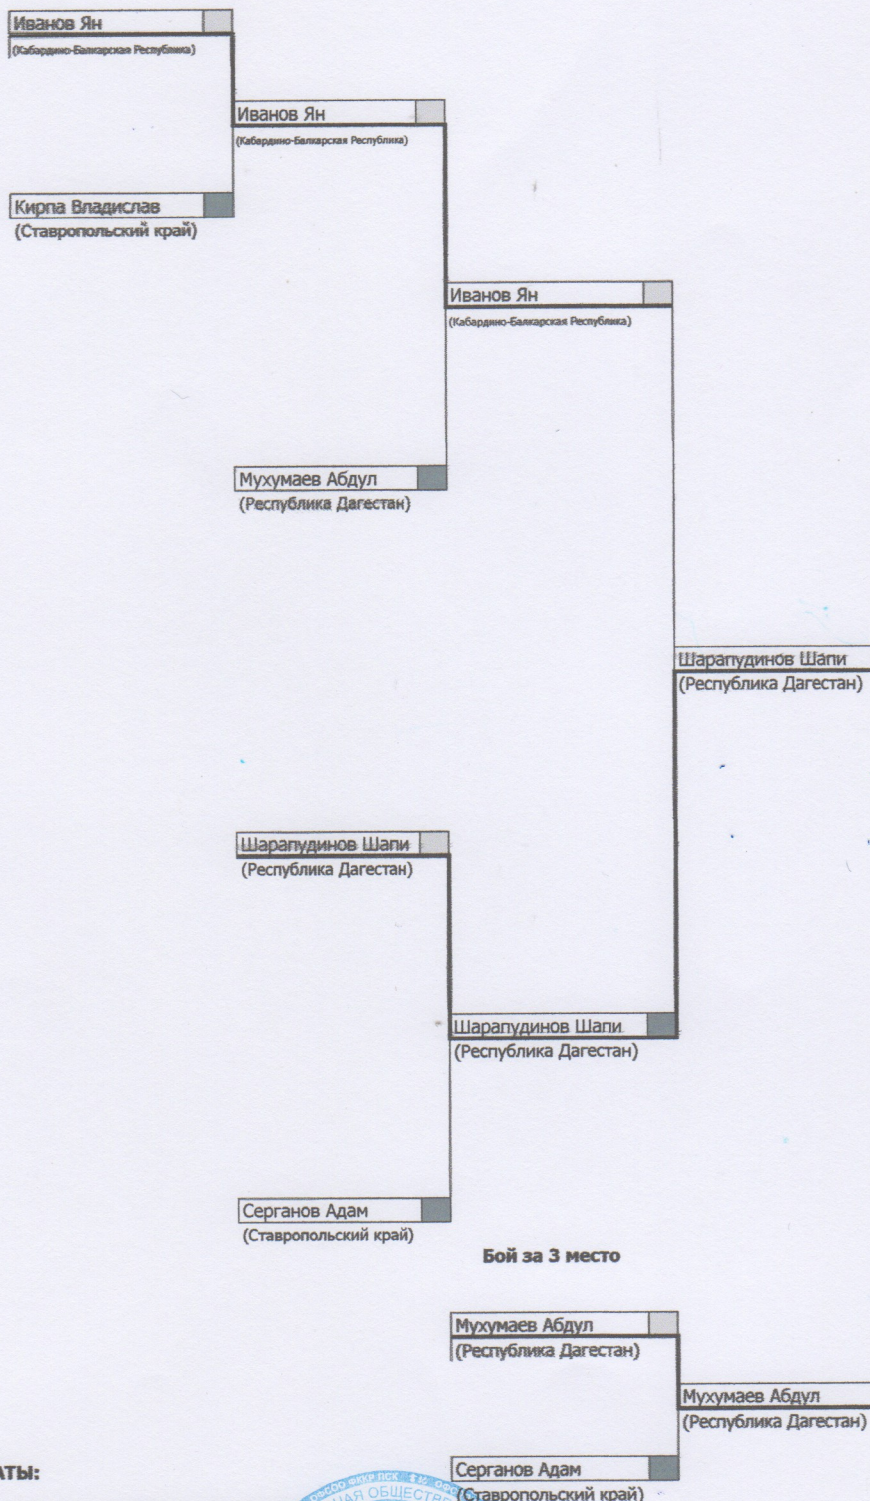 Иванов Ян
(Кабардино-Балкарская Республика)
Иванов Ян
(Кабардино-Балкарская Республика)
Кирпа Владислав
(Ставропольский край)
Иванов Ян
(Кабардино-Балкарская Республика)
Мухумаев Абдул
(Республика Дагестан)
Шарапудинов Шапи
(Республика Дагестан)
Шарапудинов Шапи
(Республика Дагестан)
Шарапудинов Шапи
(Республика Дагестан)
Серганов Адам
(Ставропольский край)
Бой за 3 место
Мухумаев Абдул
(Республика Дагестан)
Мухумаев Абдул
(Республика Дагестан)
Серганов Адам
(Ставропольский край)
АТЫ: